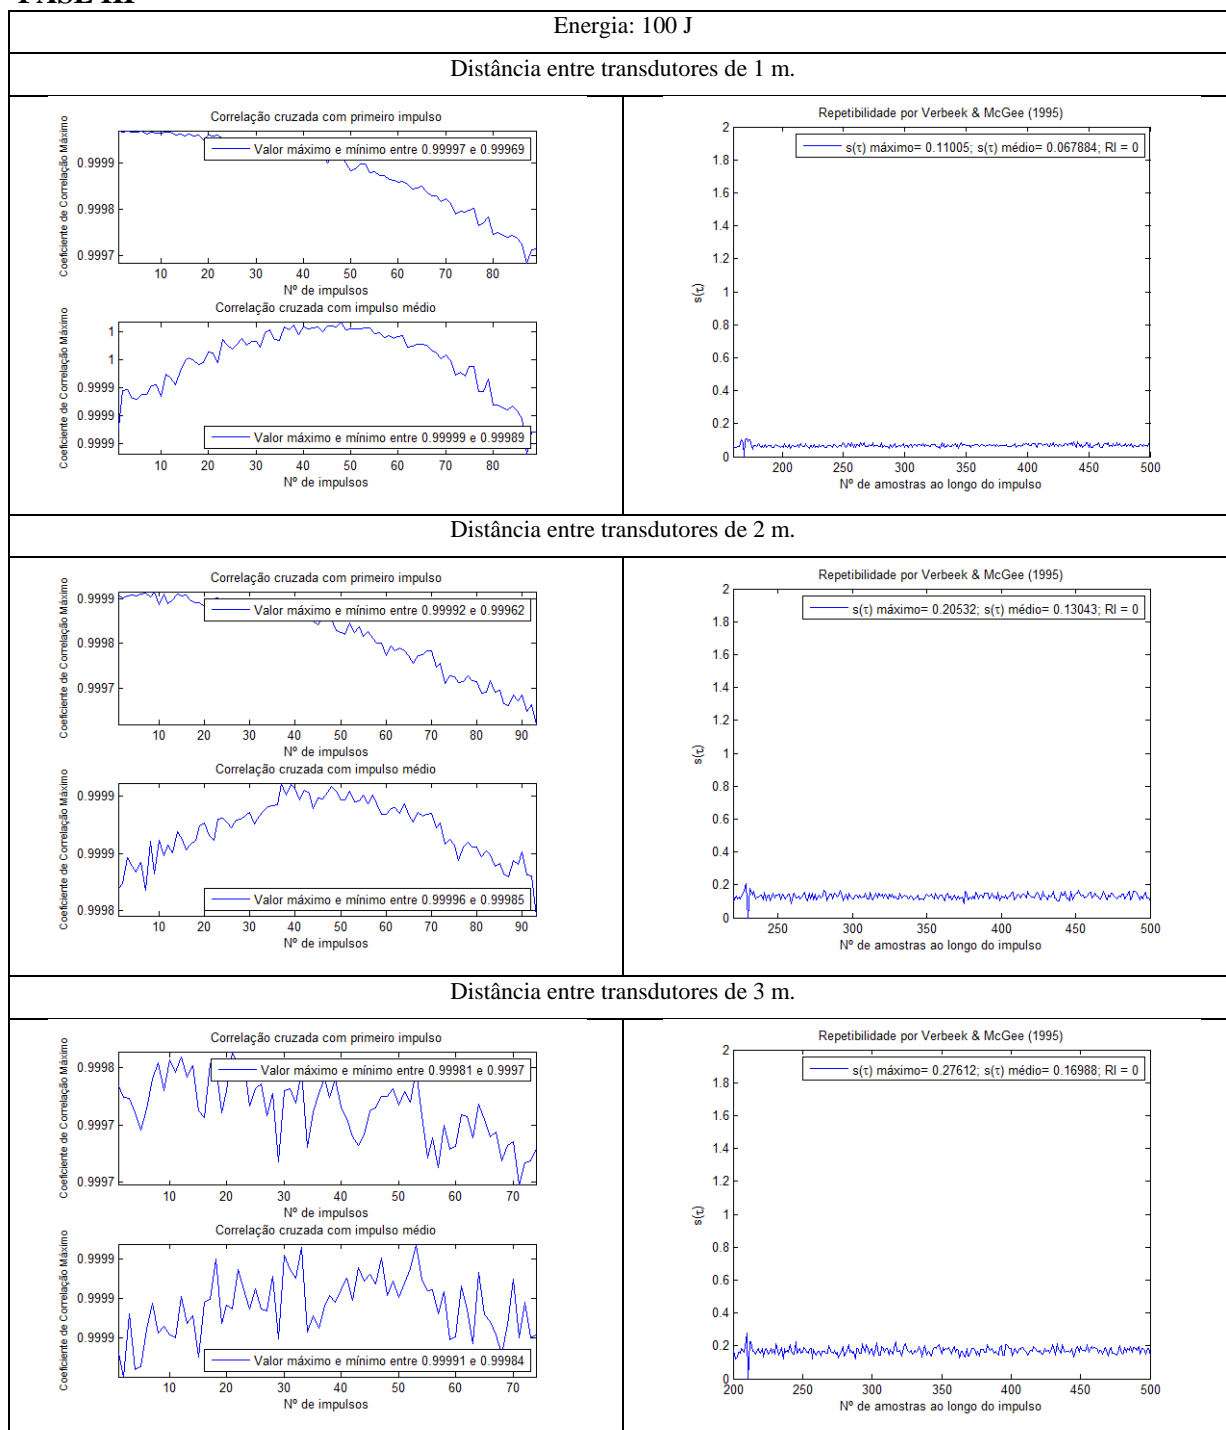 FASE III
Energia: 100 J
Distância entre transdutores de 1 m.
Correlação cruzada com primeiro impulso
Coeficiente de Correlação Máximo
0.9999
0.9998
0.9997
Valor máximo e mínimo entre 0.99997 e 0.99969
10 20 30 40 50 60 70 80
Nº de impulsos
Correlação cruzada com impulso médio
Coeficiente de Correlação Máximo
1
1
0.9999
0.9999
0.9999
Valor máximo e mínimo entre 0.99999 e 0.99989
10 20 30 40 50 60 70 80
Nº de impulsos
Repetibilidade por Verbeek & McGee (1995)
s(τ) máximo= 0.11005; s(τ) médio= 0.067884; RI = 0
s(τ)
2
1.8
1.6
1.4
1.2
1
0.8
0.6
0.4
0.2
0
200 250 300 350 400 450 500
Nº de amostras ao longo do impulso
Distância entre transdutores de 2 m.
Correlação cruzada com primeiro impulso
Coeficiente de Correlação Máximo
0.9999
0.9998
0.9997
Valor máximo e mínimo entre 0.99992 e 0.99962
10 20 30 40 50 60 70 80 90
Nº de impulsos
Correlação cruzada com impulso médio
Coeficiente de Correlação Máximo
0.9999
0.9999
0.9998
Valor máximo e mínimo entre 0.99996 e 0.99985
10 20 30 40 50 60 70 80 90
Nº de impulsos
Repetibilidade por Verbeek & McGee (1995)
s(τ) máximo= 0.20532; s(τ) médio= 0.13043; RI = 0
s(τ)
2
1.8
1.6
1.4
1.2
1
0.8
0.6
0.4
0.2
0
250 300 350 400 450 500
Nº de amostras ao longo do impulso
Distância entre transdutores de 3 m.
Correlação cruzada com primeiro impulso
Coeficiente de Correlação Máximo
0.9998
0.9997
0.9997
Valor máximo e mínimo entre 0.99981 e 0.9997
10 20 30 40 50 60 70
Nº de impulsos
Correlação cruzada com impulso médio
Coeficiente de Correlação Máximo
0.9999
0.9999
0.9999
Valor máximo e mínimo entre 0.99991 e 0.99984
10 20 30 40 50 60 70
Nº de impulsos
Repetibilidade por Verbeek & McGee (1995)
s(τ) máximo= 0.27612; s(τ) médio= 0.16988; RI = 0
s(τ)
2
1.8
1.6
1.4
1.2
1
0.8
0.6
0.4
0.2
0
200 250 300 350 400 450 500
Nº de amostras ao longo do impulso